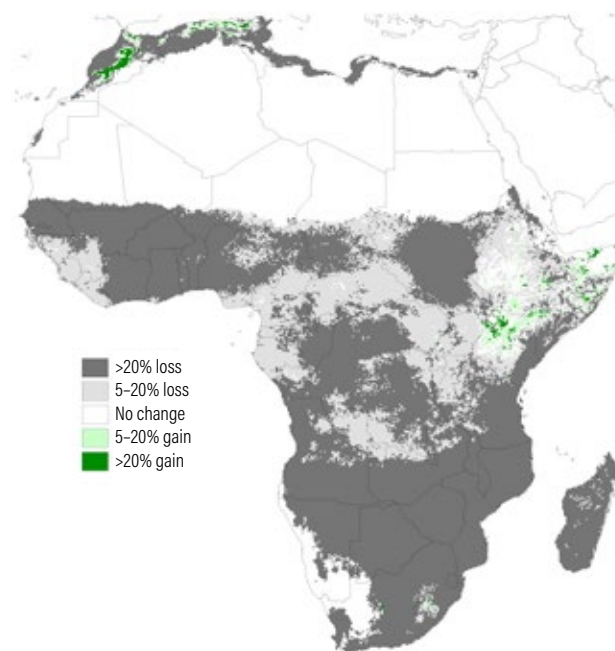 >20% loss
5–20% loss
No change
5–20% gain
>20% gain